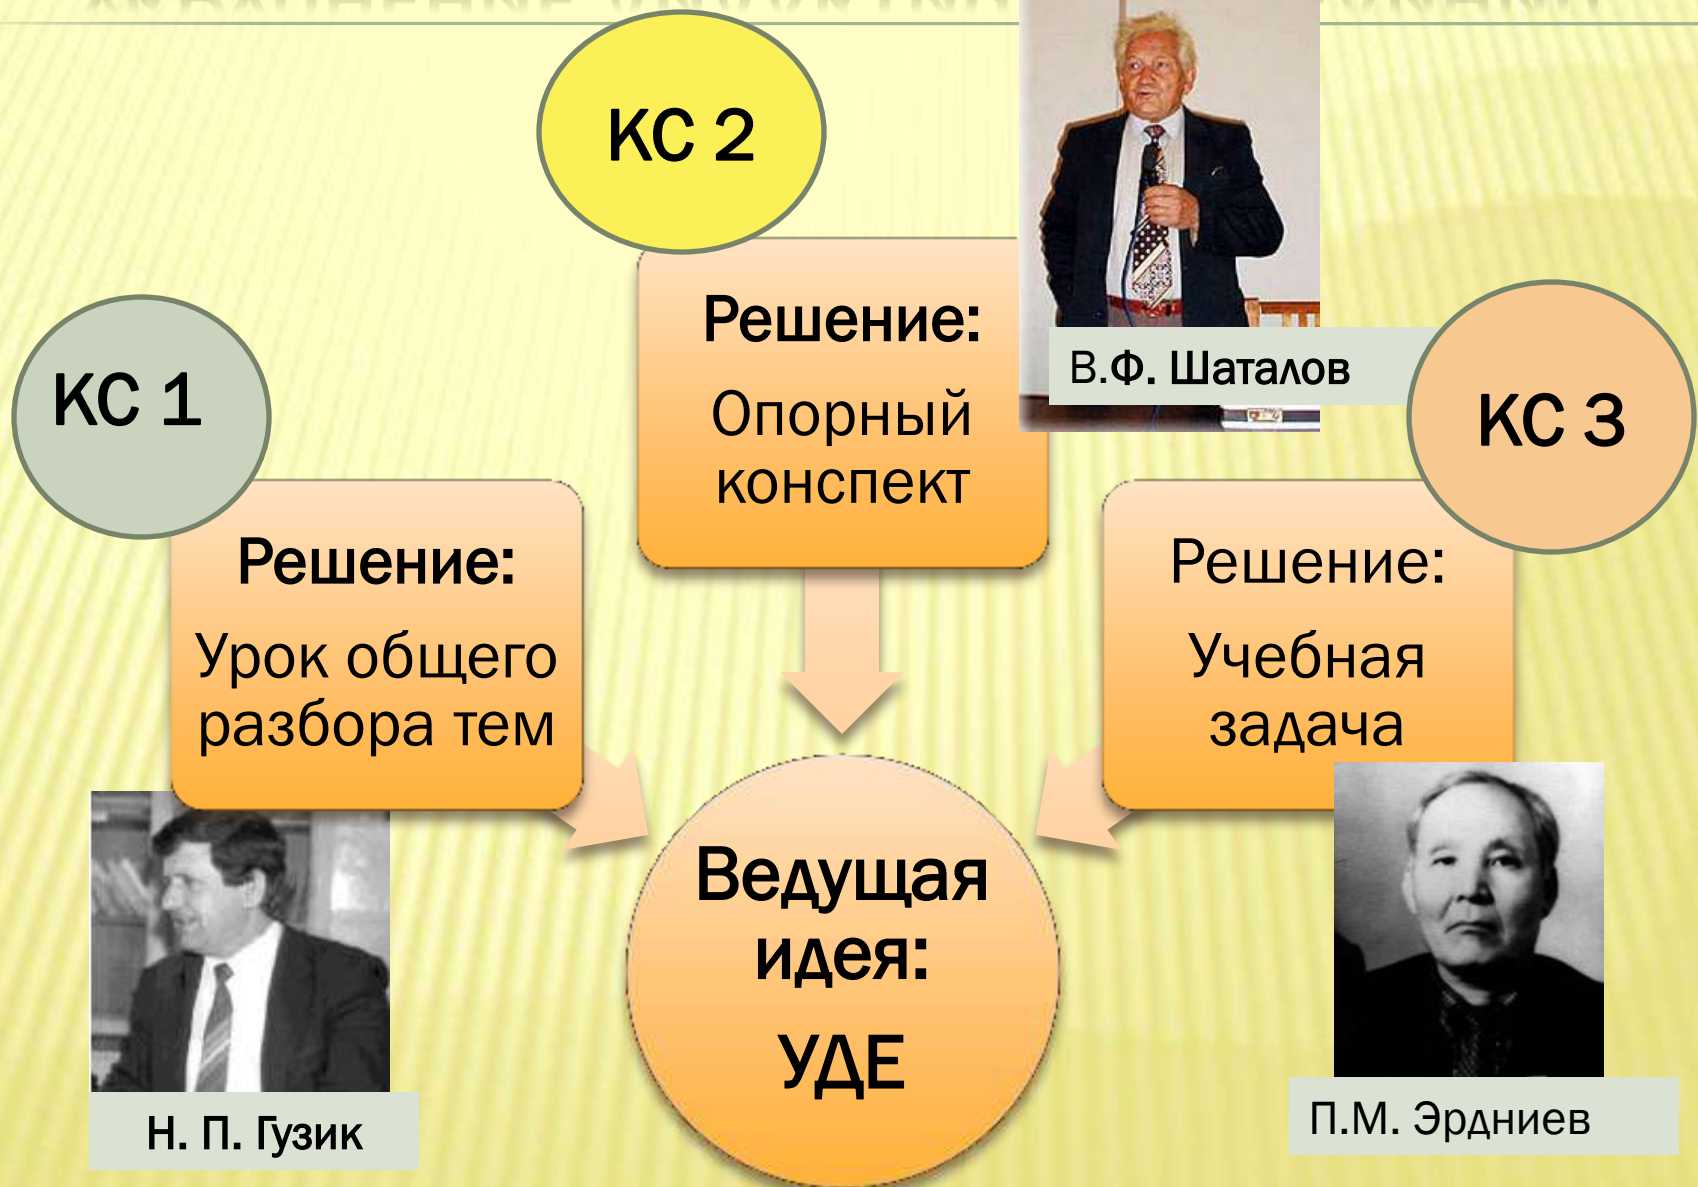 КС 2
КС 1
КС 3
В.Ф. Шаталов
Решение:
Опорный
конспект
Решение:
Урок общего
разбора тем
Решение:
Учебная
задача
Ведущая
идея:
УДЕ
Н. П. Гузик
П.М. Эрдниев